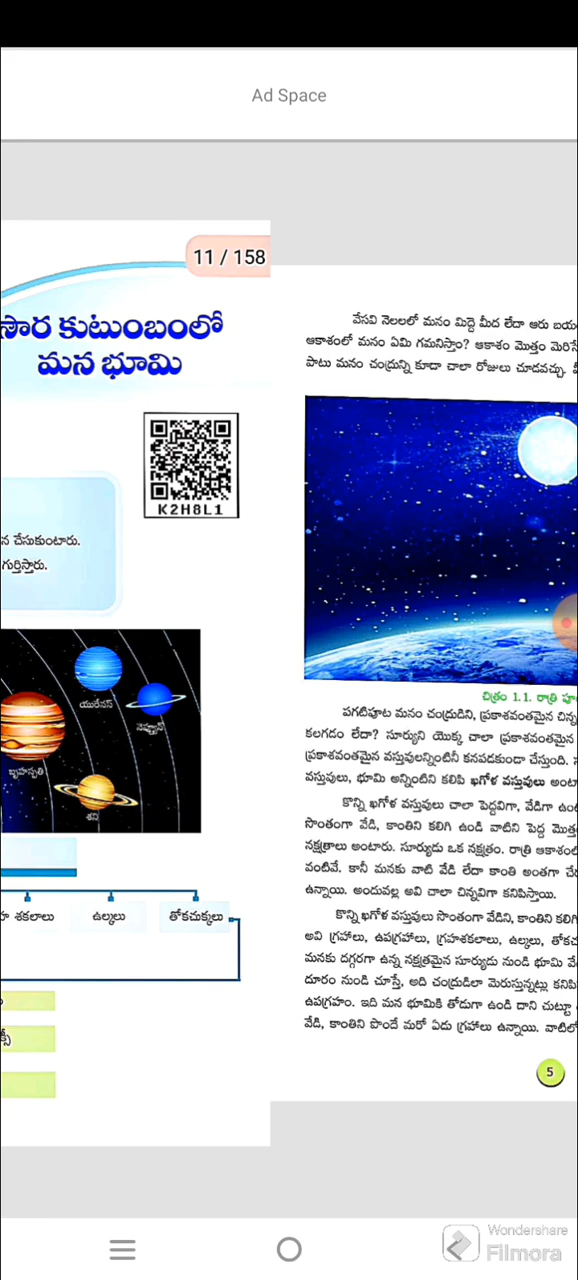 Ad Space
11 / 158
సౌర కుటుంబంలో
మన భూమి
K2H8L1
న చేసుకుంటారు.
గుర్తిస్తారు.
యురేనస్
నెప్ట్యూన్
బృహస్పతి
శని
హ శకలాలు
ఉల్కలు
తోకచుక్కలు
క్సీ
వేసవి నెలలలో మనం మిద్దె మీద లేదా ఆరు బయ
ఆకాశంలో మనం ఏమి గమనిస్తాం? ఆకాశం మొత్తం మెరిసే
పాటు మనం చంద్రున్ని కూడా చాలా రోజులు చూడవచ్చు.
చిత్రం 1.1. రాత్రి పూ
పగటిపూట మనం చంద్రుడిని, ప్రకాశవంతమైన చిన్న
కలగడం లేదా? సూర్యుని యొక్క చాలా ప్రకాశవంతమైన
ప్రకాశవంతమైన వస్తువులన్నింటినీ కనపడకుండా చేస్తుంది.
వస్తువులు, భూమి అన్నింటిని కలిపి ఖగోళ వస్తువులు అంటా
కొన్ని ఖగోళ వస్తువులు చాలా పెద్దవిగా, వేడిగా ఉంట
సొంతంగా వేడి, కాంతిని కలిగి ఉండి వాటిని పెద్ద మొత్త
నక్షత్రాలు అంటారు. సూర్యుడు ఒక నక్షత్రం. రాత్రి ఆకాశం
వంటివే. కానీ మనకు వాటి వేడి లేదా కాంతి అంతగా చే
ఉన్నాయి. అందువల్ల అవి చాలా చిన్నవిగా కనిపిస్తాయి.
కొన్ని ఖగోళ వస్తువులు సొంతంగా వేడిని, కాంతిని కలిగి
అవి గ్రహాలు, ఉపగ్రహాలు, గ్రహశకలాలు, ఉల్కలు, తోకచ
మనకు దగ్గరగా ఉన్న నక్షత్రమైన సూర్యుడు నుండి భూమి వే
దూరం నుండి చూస్తే, అది చంద్రుడిలా మెరుస్తున్నట్లు కనిపి
ఉపగ్రహం. ఇది మన భూమికి తోడుగా ఉండి దాని చుట్టూ
వేడి, కాంతిని పొందే మరో ఏడు గ్రహాలు ఉన్నాయి. వాటిలో
5
Wondershare
Filmora